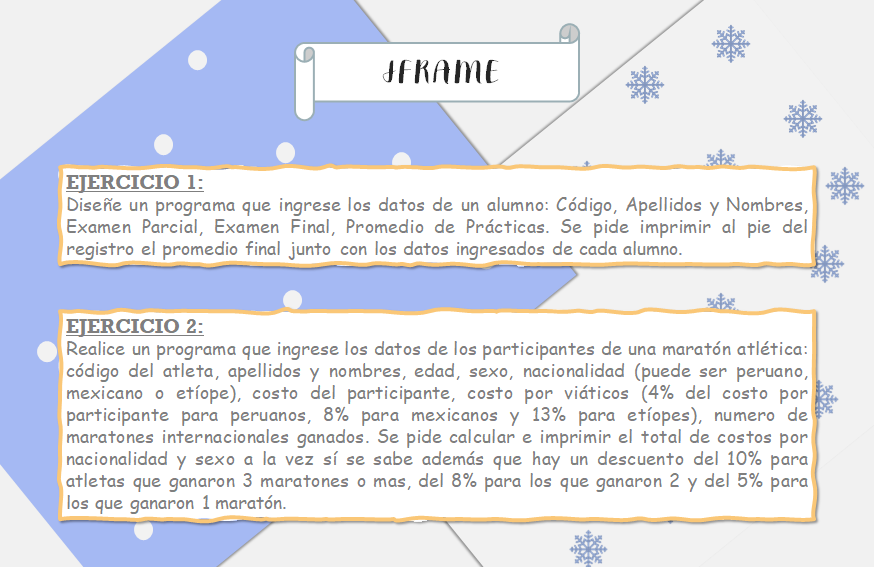 IFRAME
EJERCICIO 1:
Diseñe un programa que ingrese los datos de un alumno: Código, Apellidos y Nombres,
Examen Parcial, Examen Final, Promedio de Prácticas. Se pide imprimir al pie del
registro el promedio final junto con los datos ingresados de cada alumno.
EJERCICIO 2:
Realice un programa que ingrese los datos de los participantes de una maratón atlética:
código del atleta, apellidos y nombres, edad, sexo, nacionalidad (puede ser peruano,
mexicano o etíope), costo del participante, costo por viáticos (4% del costo por
participante para peruanos, 8% para mexicanos y 13% para etíopes), numero de
maratones internacionales ganados. Se pide calcular e imprimir el total de costos por
nacionalidad y sexo a la vez sí se sabe además que hay un descuento del 10% para
atletas que ganaron 3 maratones o mas, del 8% para los que ganaron 2 y del 5% para
los que ganaron 1 maratón.